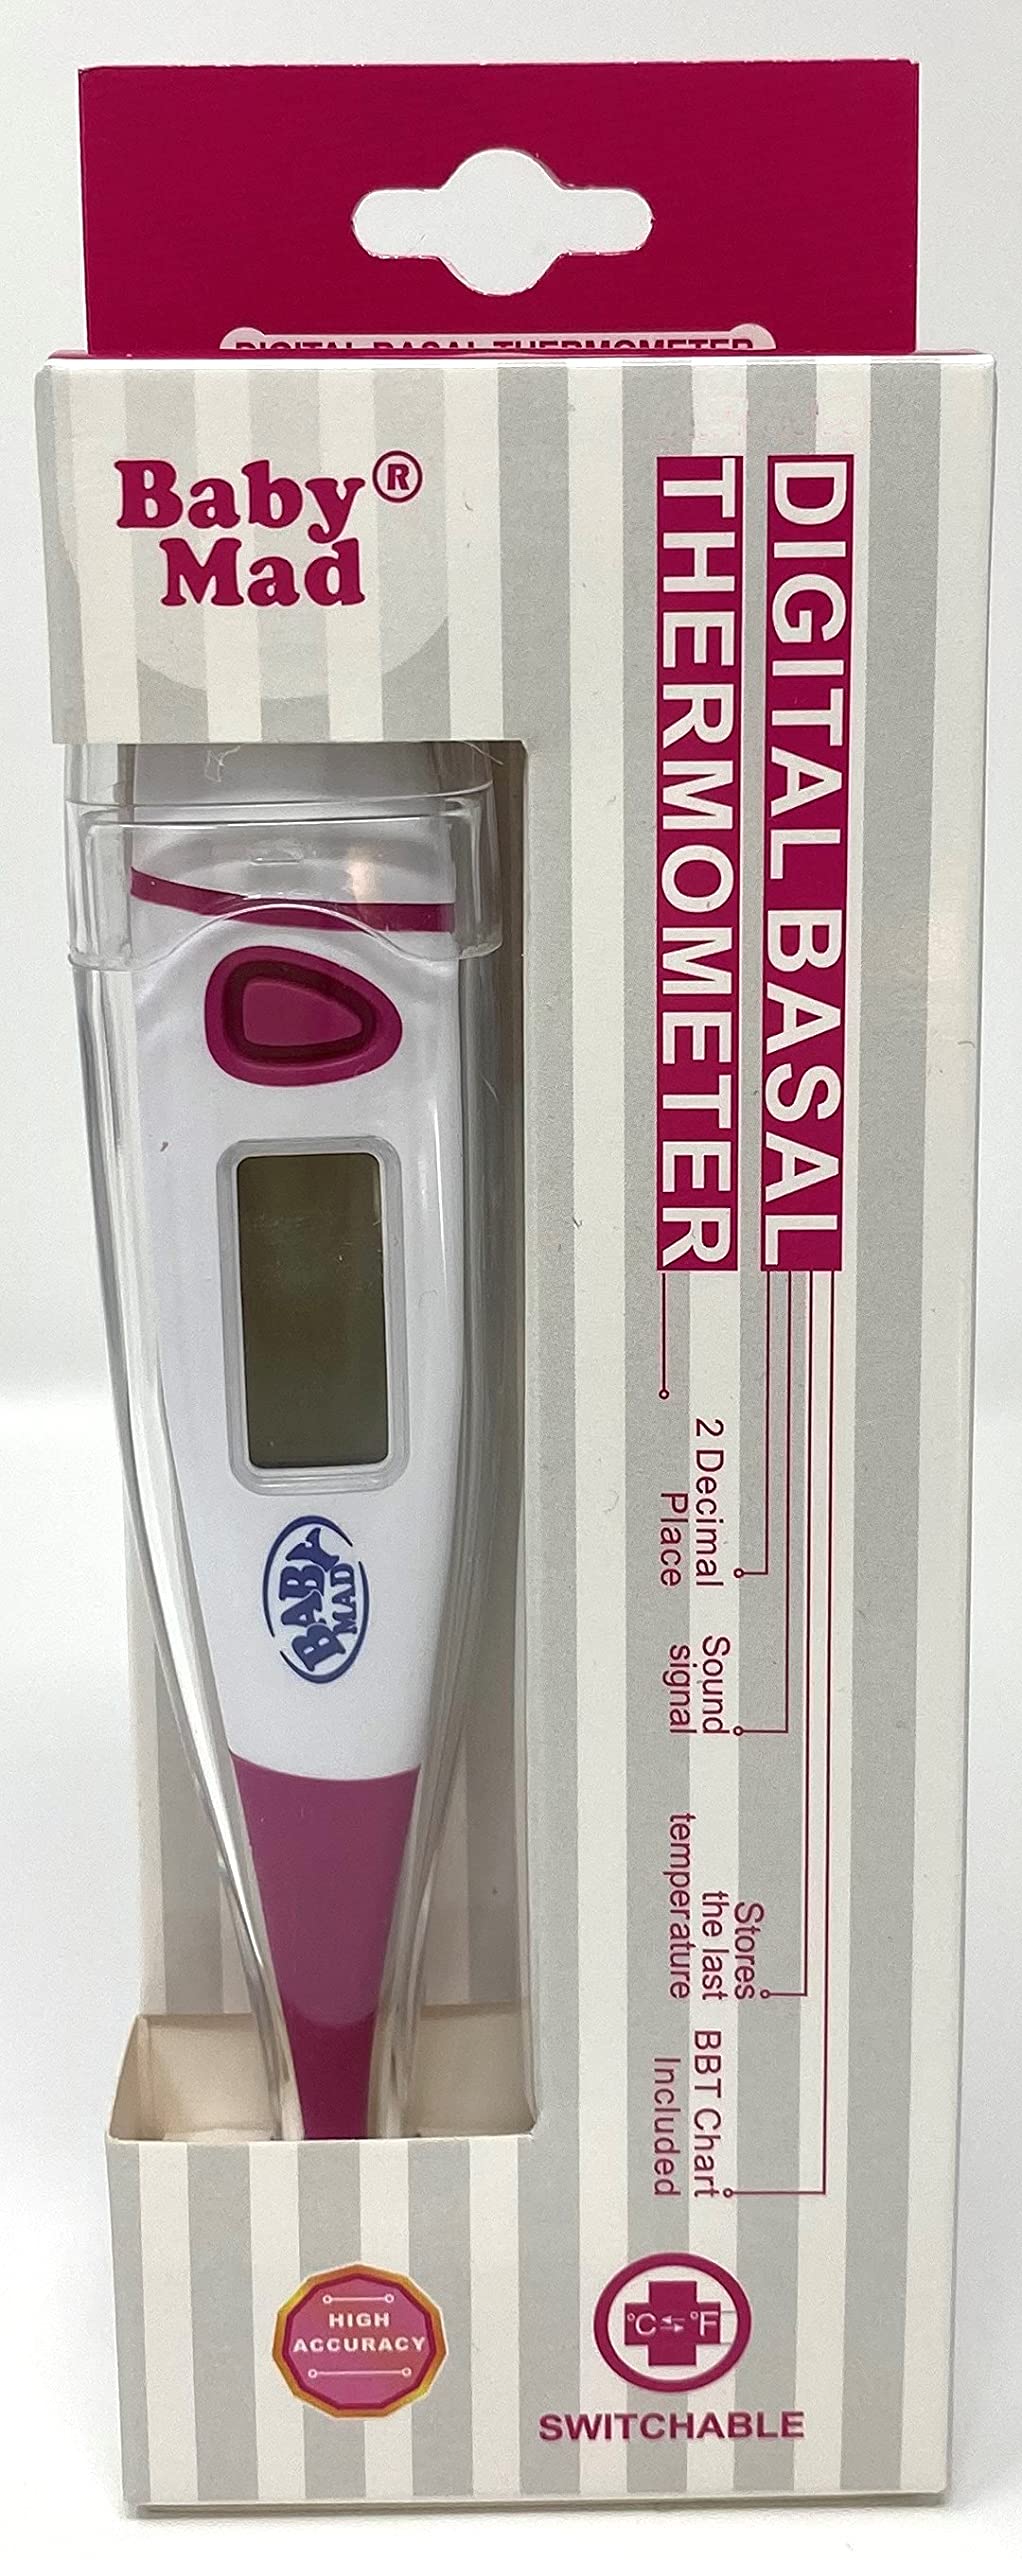 DIGITAL BASAL THERMOMETER
Baby®
Mad
DIGITAL BASAL
THERMOMETER
2 Decimal
Place
Sound
signal
Stores
the last
temperature
BBT Chart
Included
BABY
MAD
HIGH
ACCURACY
°C ⇄ °F
SWITCHABLE